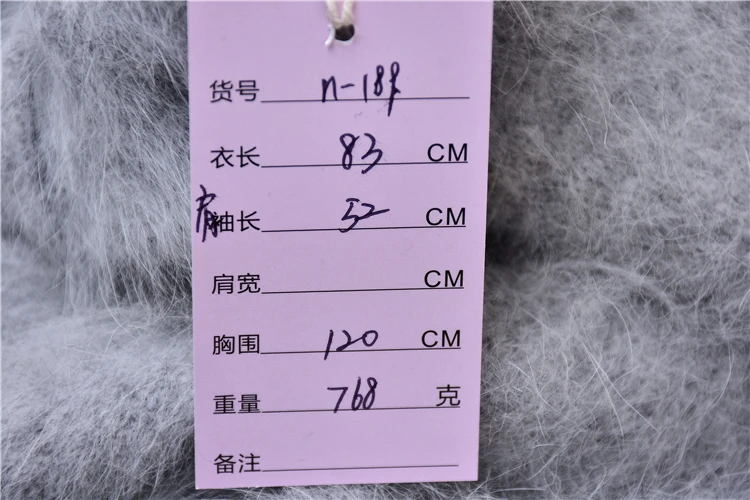 货号 n-189
衣长 83 CM
肩袖长 52 CM
肩宽 CM
胸围 120 CM
重量 768 克
备注